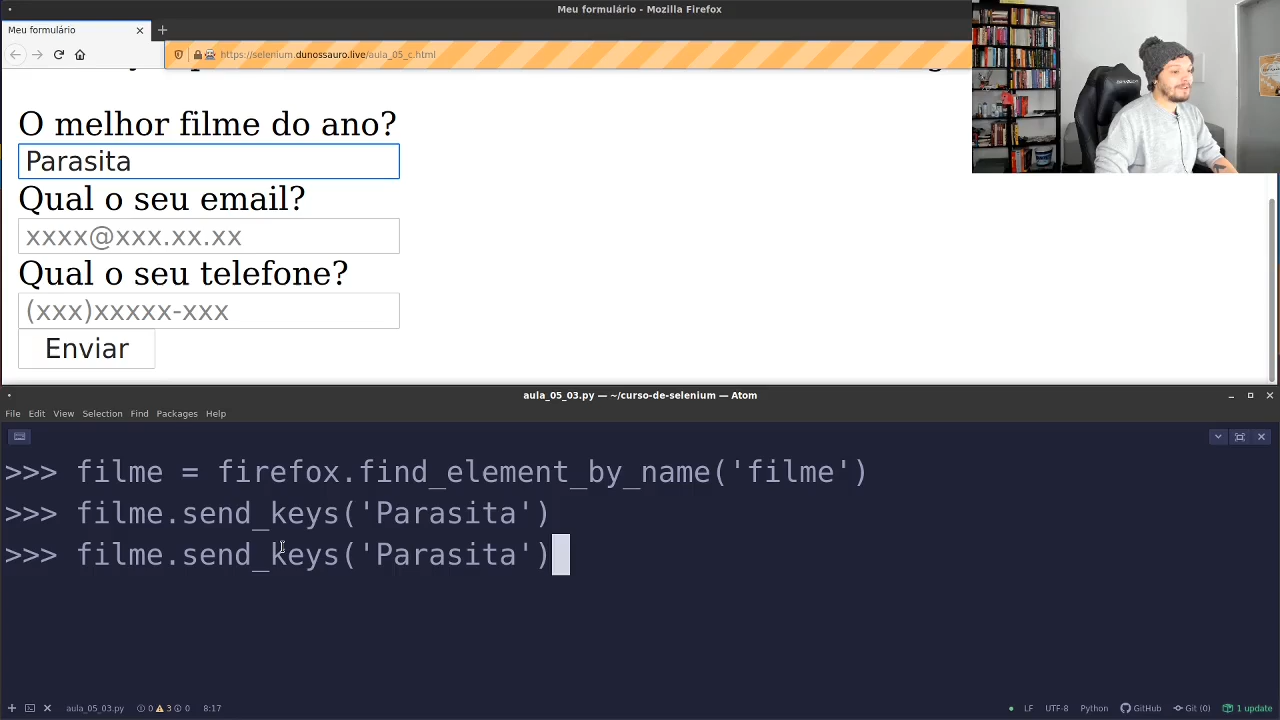 Meu formulário - Mozilla Firefox
Meu formulário
https://selenium.dunossauro.live/aula_05_c.html
O melhor filme do ano?
Parasita
Qual o seu email?
xxxx@xxx.xx.xx
Qual o seu telefone?
(xxx)xxxxx-xxx
Enviar
aula_05_03.py — ~/curso-de-selenium — Atom
File Edit View Selection Find Packages Help
>>> filme = firefox.find_element_by_name('filme')
>>> filme.send_keys('Parasita')
>>> filme.send_keys('Parasita')
aula_05_03.py 0 3 0 8:17 LF UTF-8 Python GitHub Git (0) 1 update